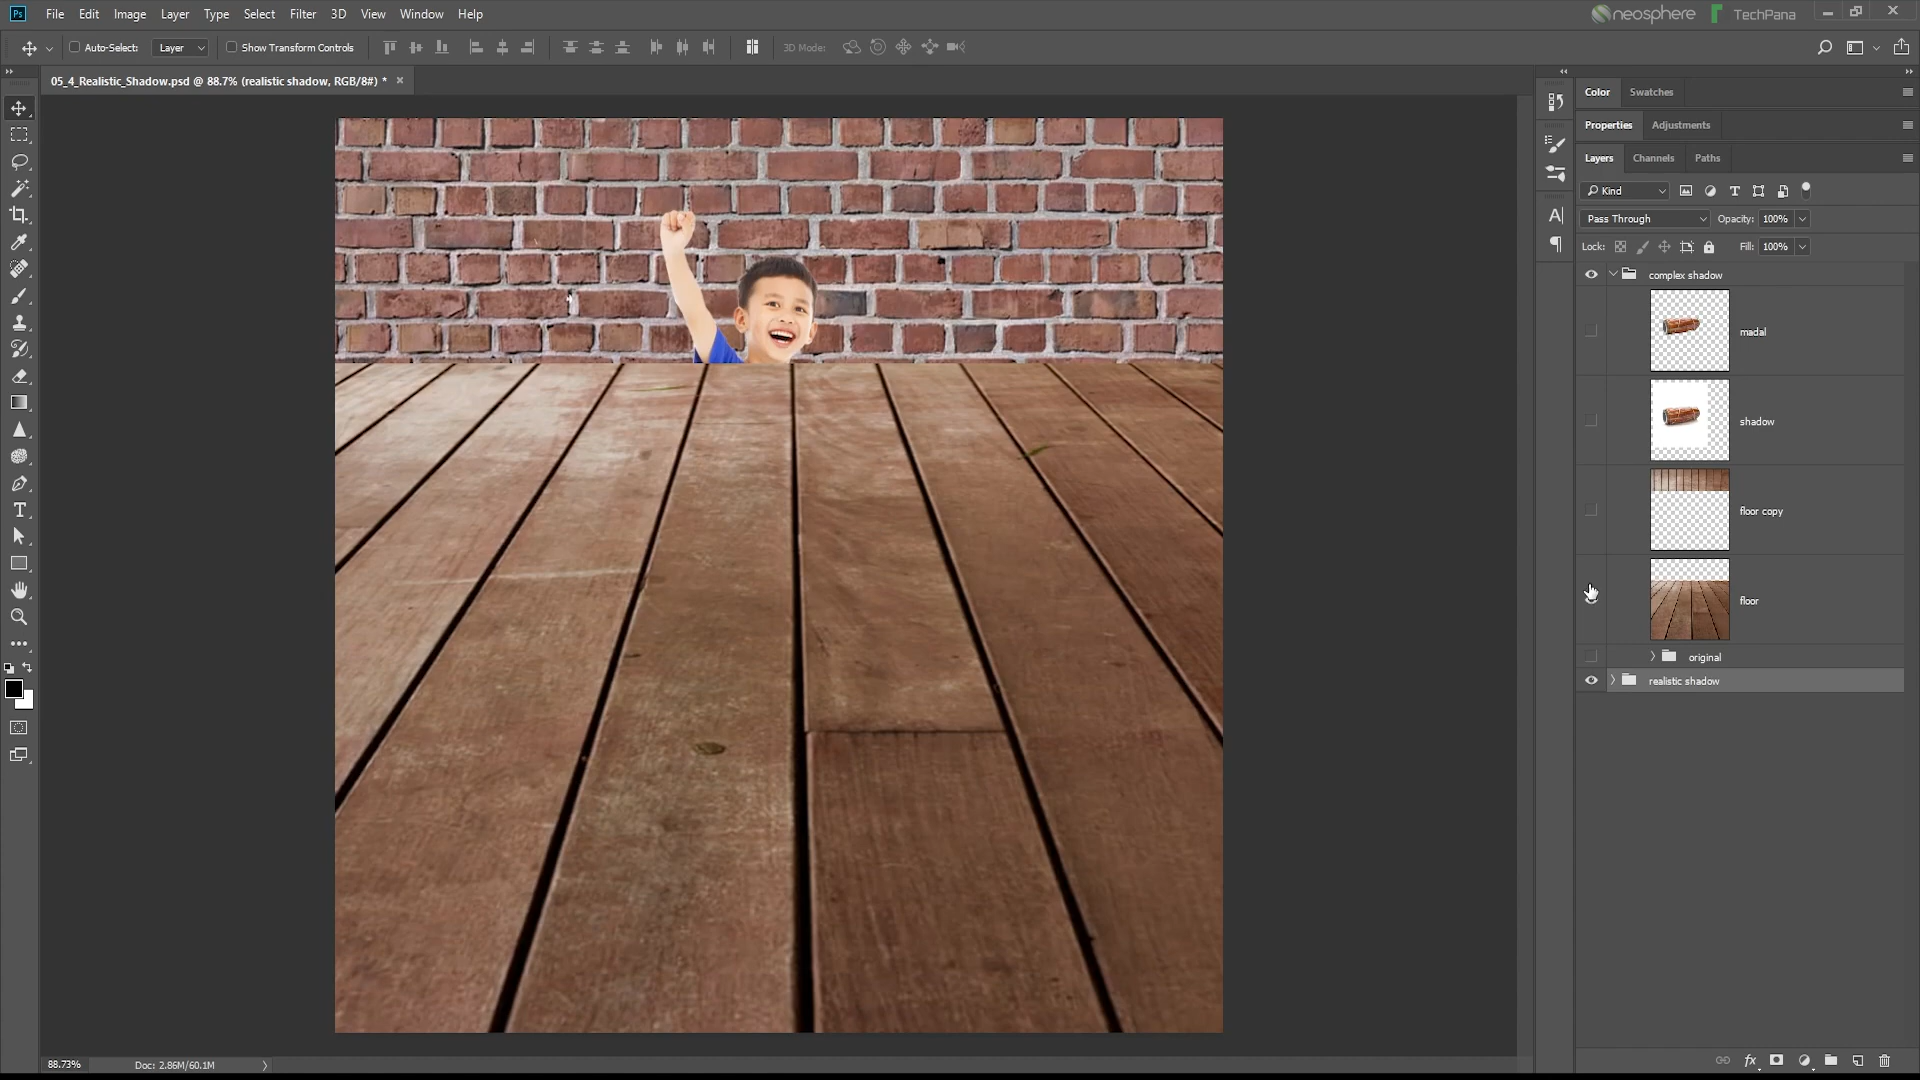 Ps File Edit Image Layer Type Select Filter 3D View Window Help neosphere TechPana
Auto-Select: Layer Show Transform Controls 3D Mode:
05_4_Realistic_Shadow.psd @ 88.7% (realistic shadow, RGB/8#) *
Color Swatches
Properties Adjustments
Layers Channels Paths
Kind
Pass Through Opacity: 100%
Lock: Fill: 100%
complex shadow
madal
shadow
floor copy
floor
original
realistic shadow
88.73% Doc: 2.86M/60.1M